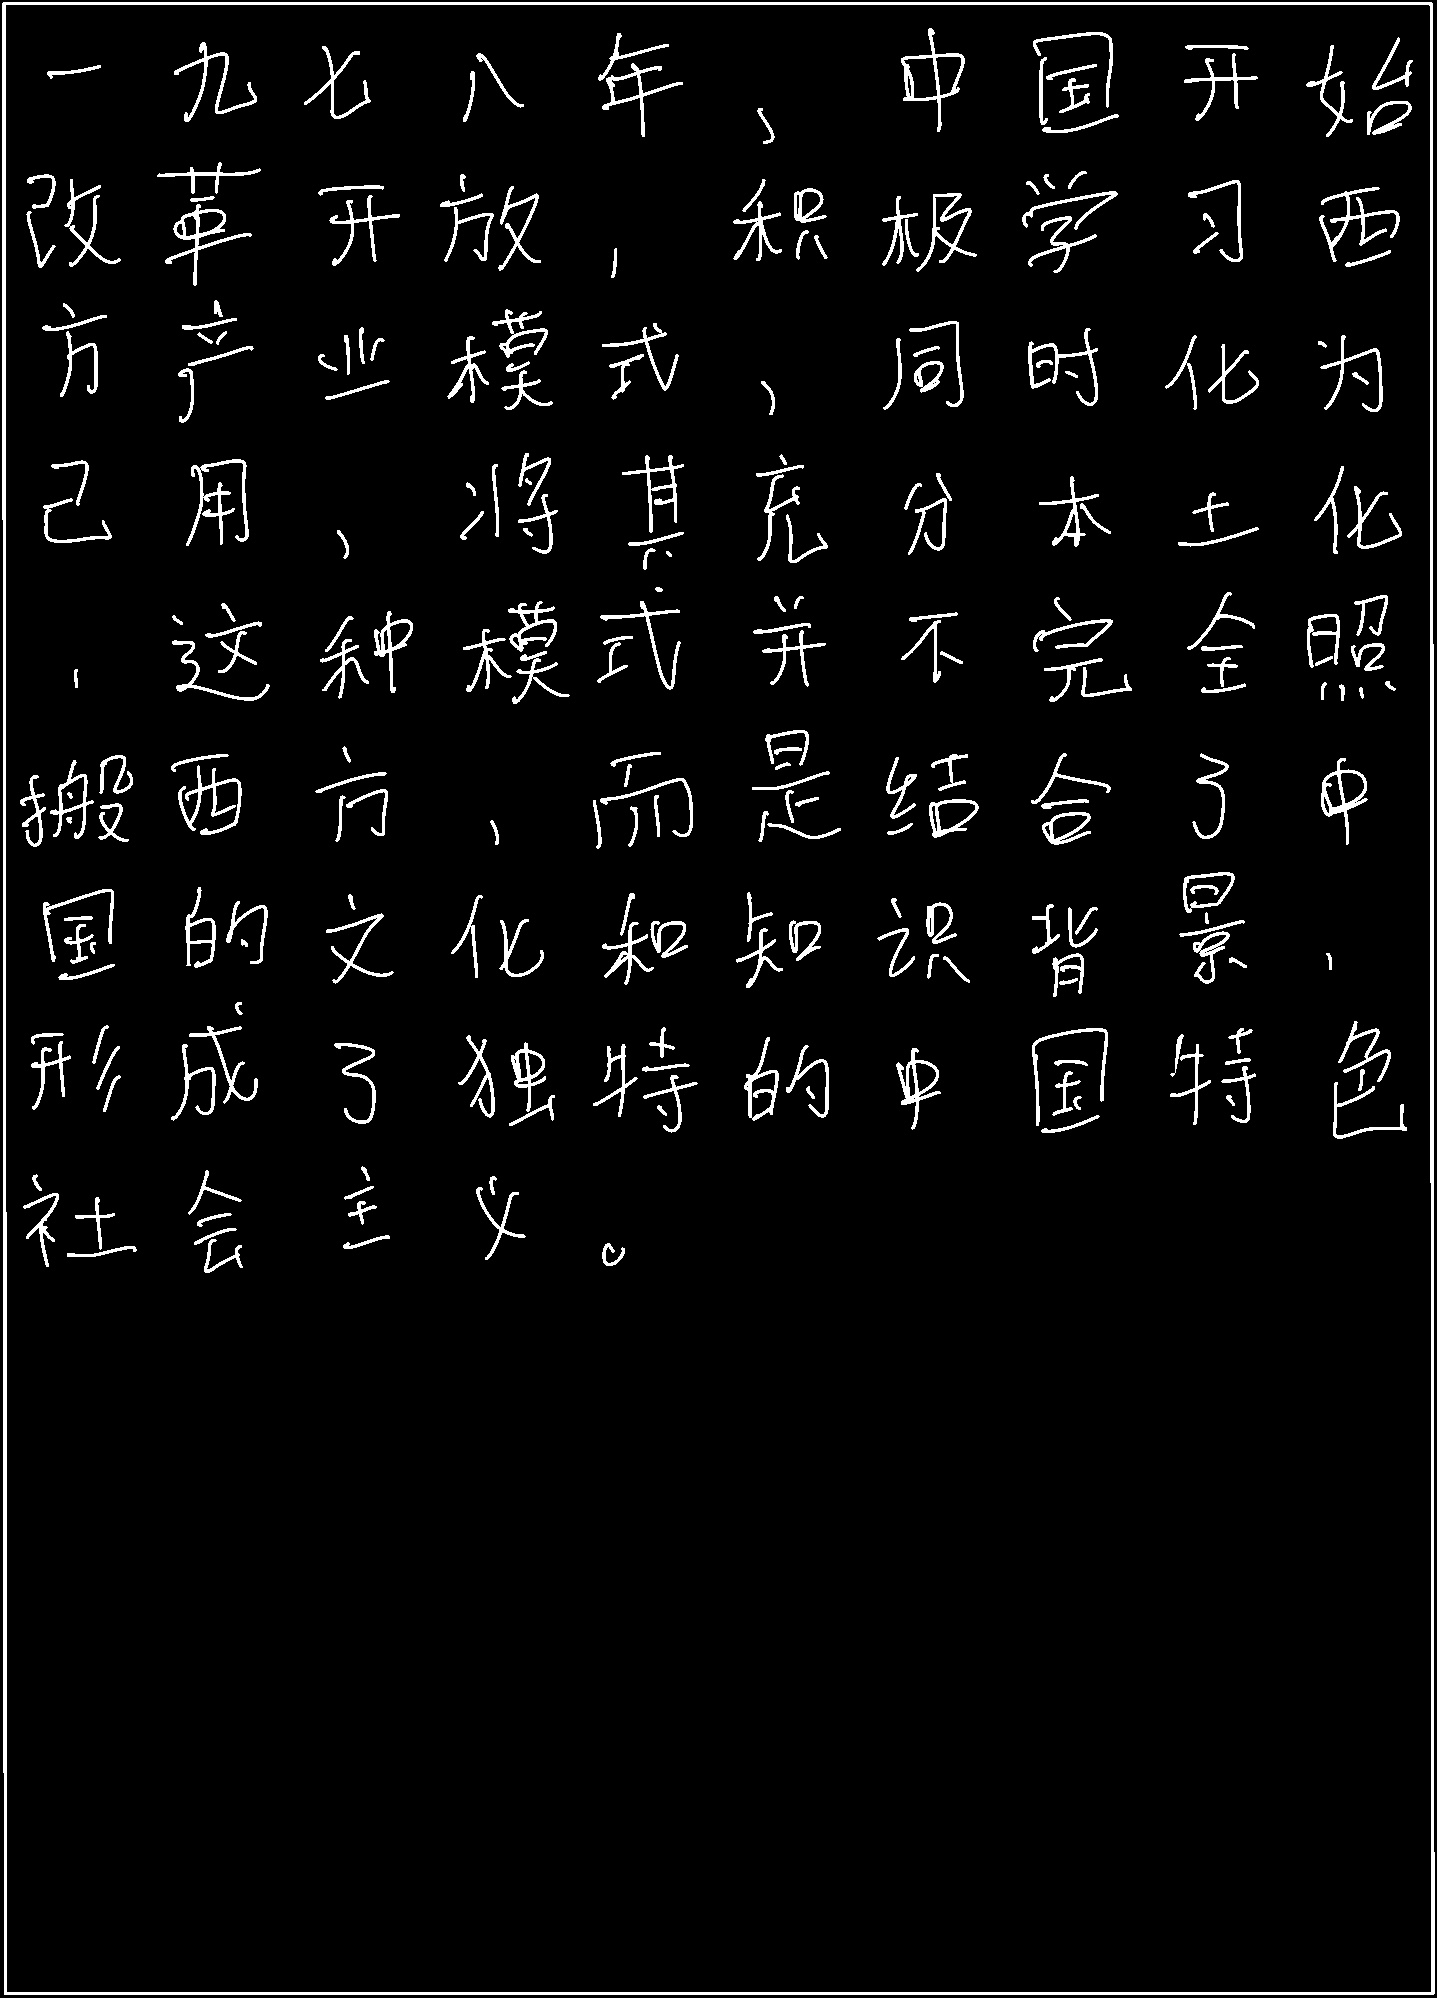 一九七八年，中国开始
改革开放，积极学习西
方产业模式，同时化为
己用，将其充分本土化
，这种模式并不完全照
搬西方，而是结合了中
国的文化和知识背景，
形成了独特的中国特色
社会主义。